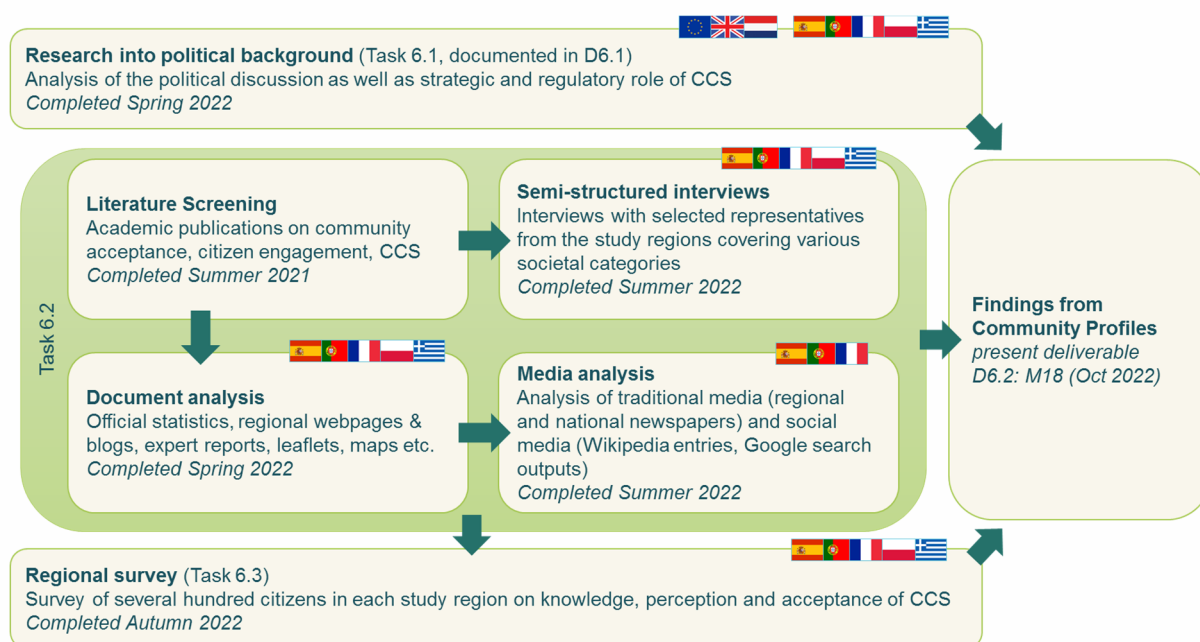 Research into political background (Task 6.1, documented in D6.1)
Analysis of the political discussion as well as strategic and regulatory role of CCS
Completed Spring 2022
Task 6.2
Literature Screening
Academic publications on community
acceptance, citizen engagement, CCS
Completed Summer 2021
Semi-structured interviews
Interviews with selected representatives
from the study regions covering various
societal categories
Completed Summer 2022
Document analysis
Official statistics, regional webpages &
blogs, expert reports, leaflets, maps etc.
Completed Spring 2022
Media analysis
Analysis of traditional media (regional
and national newspapers) and social
media (Wikipedia entries, Google search
outputs)
Completed Summer 2022
Findings from
Community Profiles
present deliverable
D6.2: M18 (Oct 2022)
Regional survey (Task 6.3)
Survey of several hundred citizens in each study region on knowledge, perception and acceptance of CCS
Completed Autumn 2022